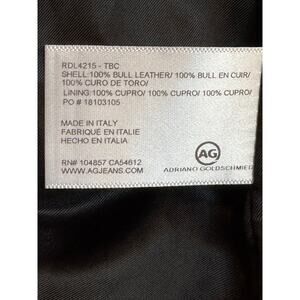 RDL4215 - TBC
SHELL:100% BULL LEATHER/ 100% BULL EN CUIR/
100% CURO DE TORO/
LINING:100% CUPRO/ 100% CUPRO/ 100% CUPRO/
PO # 18103105
MADE IN ITALY
FABRIQUÉ EN ITALIE
HECHO EN ITALIA
RN# 104857 CA54612
WWW.AGJEANS.COM
AG
ADRIANO GOLDSCHMIED